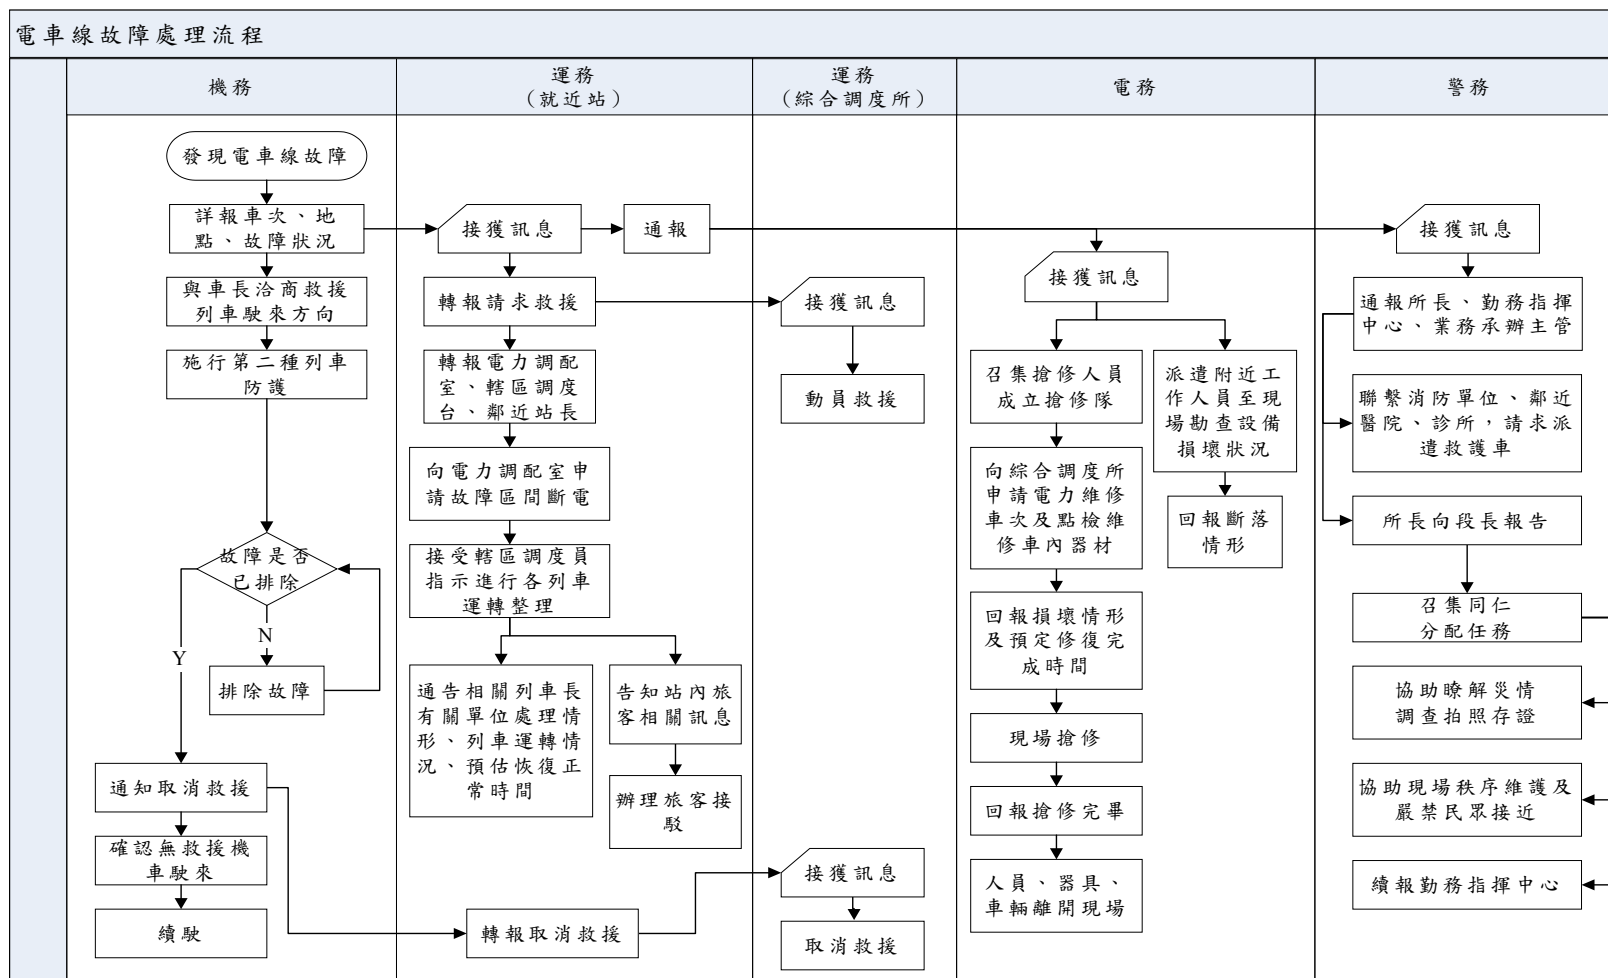 電車線故障處理流程
機務
運務
（就近站）
運務
（綜合調度所）
電務
警務
發現電車線故障
詳報車次、地
點、故障狀況
與車長洽商救援
列車駛來方向
施行第二種列車
防護
故障是否
已排除
N
Y
排除故障
通知取消救援
確認無救援機
車駛來
續駛
接獲訊息
通報
轉報請求救援
轉報電力調配
室、轄區調度
台、鄰近站長
向電力調配室申
請故障區間斷電
接受轄區調度員
指示進行各列車
運轉整理
通告相關列車長
有關單位處理情
形、列車運轉情
況、預估恢復正
常時間
告知站內旅
客相關訊息
辦理旅客接
駁
轉報取消救援
接獲訊息
動員救援
接獲訊息
取消救援
接獲訊息
召集搶修人員
成立搶修隊
向綜合調度所
申請電力維修
車次及點檢維
修車內器材
回報損壞情形
及預定修復完
成時間
現場搶修
回報搶修完畢
人員、器具、
車輛離開現場
派遣附近工
作人員至現
場勘查設備
損壞狀況
回報斷落
情形
接獲訊息
通報所長、勤務指揮
中心、業務承辦主管
聯繫消防單位、鄰近
醫院、診所，請求派
遣救護車
所長向段長報告
召集同仁
分配任務
協助瞭解災情
調查拍照存證
協助現場秩序維護及
嚴禁民眾接近
續報勤務指揮中心